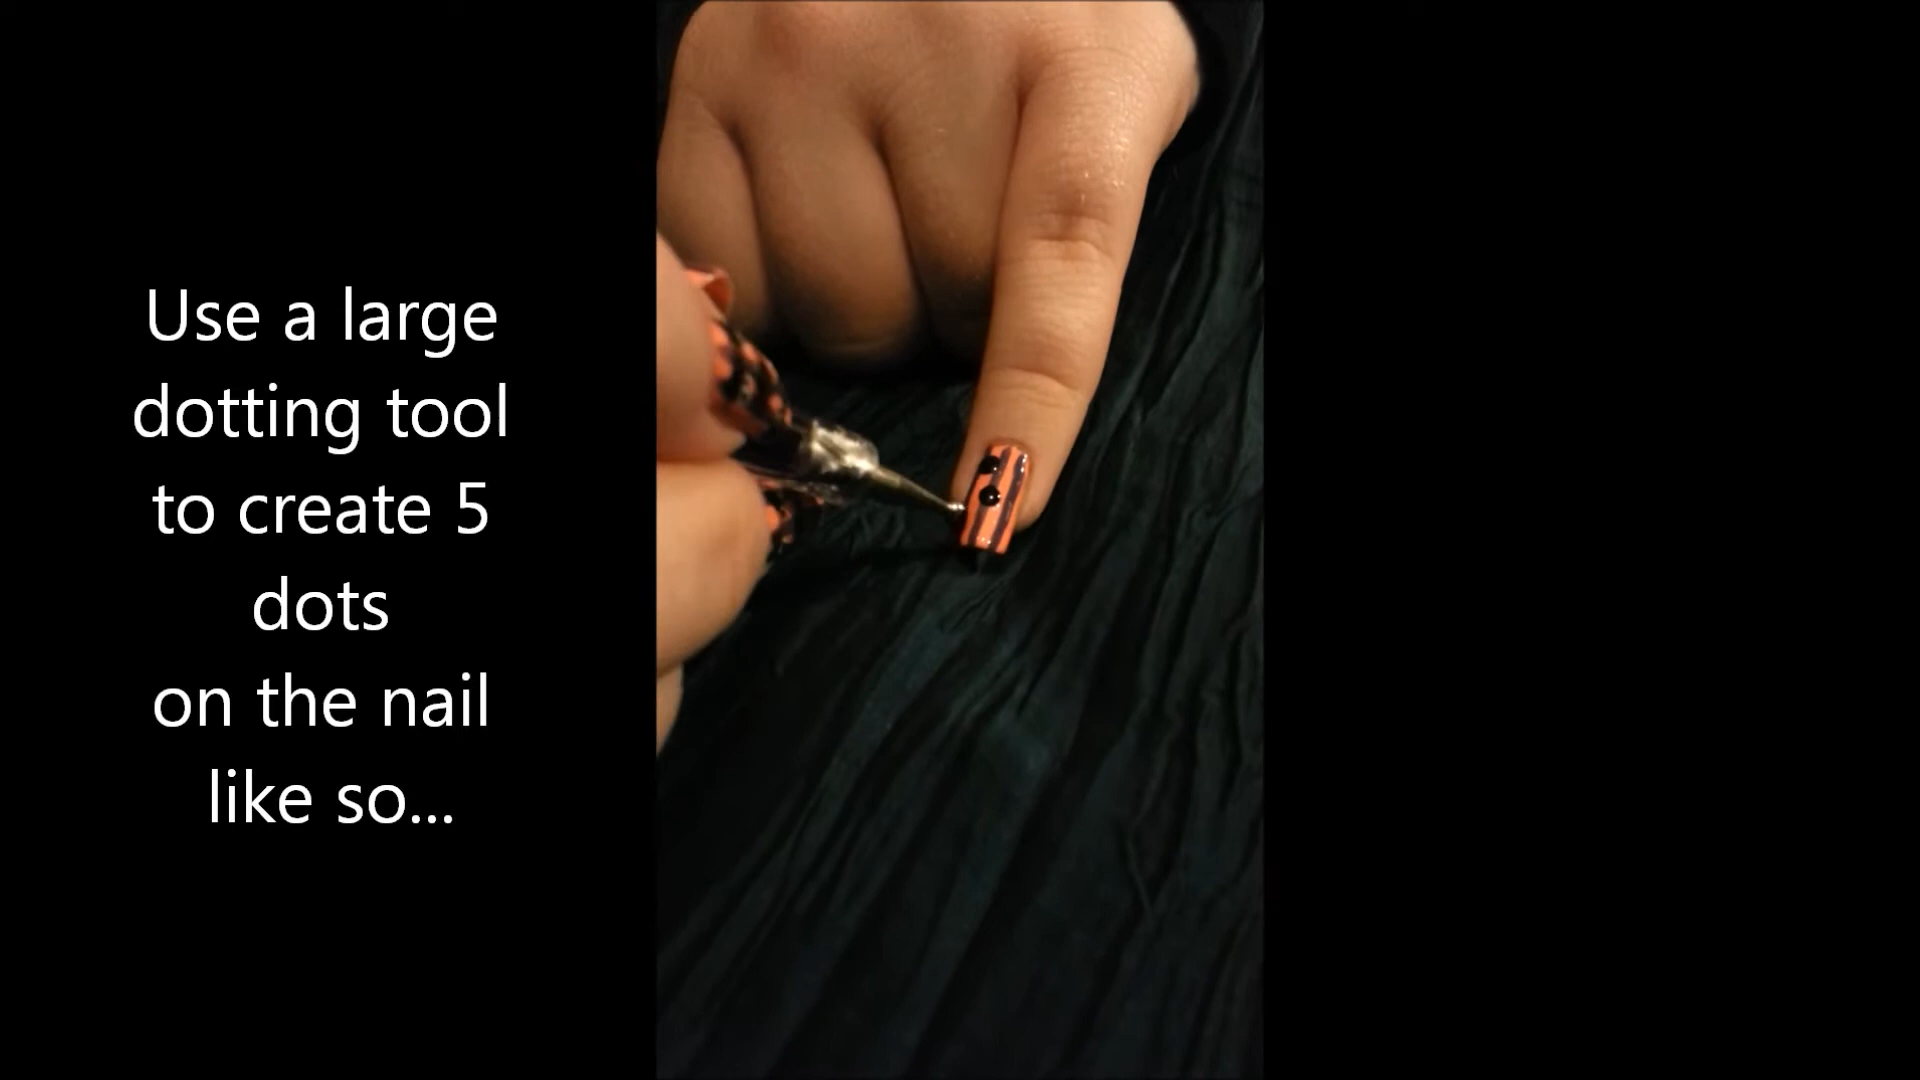 Use a large
dotting tool
to create 5
dots
on the nail
like so...